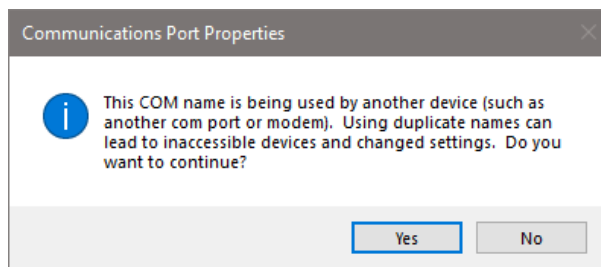 Communications Port Properties
This COM name is being used by another device (such as
another com port or modem).  Using duplicate names can
lead to inaccessible devices and changed settings.  Do you
want to continue?
Yes
No